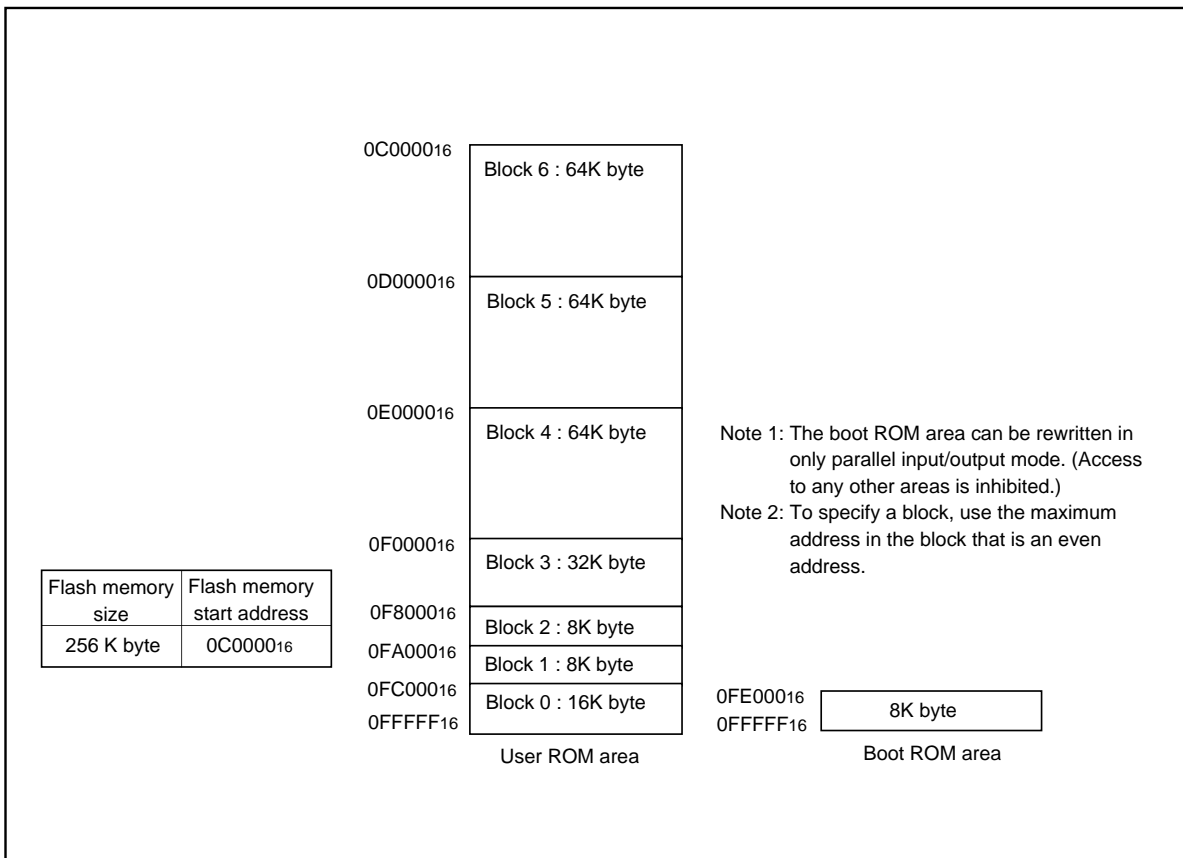 0C000016
Block 6 : 64K byte
0D000016
Block 5 : 64K byte
0E000016
Block 4 : 64K byte
0F000016
Block 3 : 32K byte
0F800016
Block 2 : 8K byte
0FA00016
Block 1 : 8K byte
0FC00016
Block 0 : 16K byte
0FFFFF16
User ROM area
Flash memory size
Flash memory start address
256 K byte
0C000016
Note 1: The boot ROM area can be rewritten in
only parallel input/output mode. (Access
to any other areas is inhibited.)
Note 2: To specify a block, use the maximum
address in the block that is an even
address.
0FE00016
0FFFFF16
8K byte
Boot ROM area